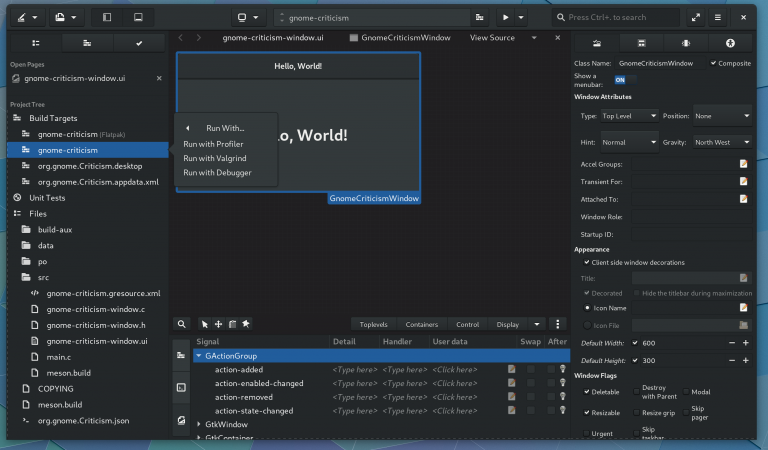 gnome-criticism
Press Ctrl+. to search
Open Pages
gnome-criticism-window.ui
Project Tree
Build Targets
gnome-criticism (Flatpak)
gnome-criticism
org.gnome.Criticism.desktop
org.gnome.Criticism.appdata.xml
Unit Tests
Files
build-aux
data
po
src
gnome-criticism.gresource.xml
gnome-criticism-window.c
gnome-criticism-window.h
gnome-criticism-window.ui
main.c
meson.build
COPYING
meson.build
org.gnome.Criticism.json
gnome-criticism-window.ui GnomeCriticismWindow View Source
Hello, World!
lo, World!
Run With...
Run with Profiler
Run with Valgrind
Run with Debugger
GnomeCriticismWindow
Toplevels Containers Control Display
Signal Detail Handler User data Swap After
GActionGroup
action-added <Type here> <Type here> <Click here>
action-enabled-changed <Type here> <Type here> <Click here>
action-removed <Type here> <Type here> <Click here>
action-state-changed <Type here> <Type here> <Click here>
GtkWindow
GtkContainer
Class Name: GnomeCriticismWindow Composite
Show a menubar: ON
Window Attributes
Type: Top Level Position: None
Hint: Normal Gravity: North West
Accel Groups:
Transient For:
Attached To:
Window Role:
Startup ID:
Appearance
Client side window decorations
Title:
Decorated Hide the titlebar during maximization
Icon Name
Icon File
Default Width: 600
Default Height: 300
Window Flags
Deletable Destroy with Parent Modal
Resizable Resize grip Skip pager
Urgent Skip taskbar